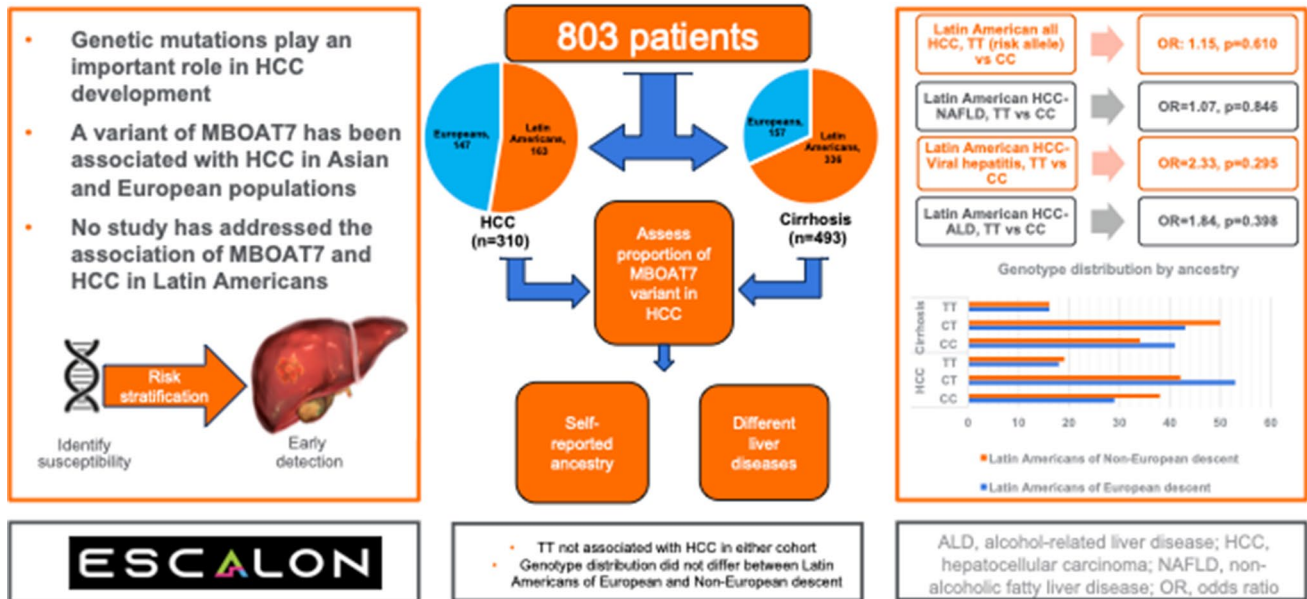 • Genetic mutations play an
important role in HCC
development
• A variant of MBOAT7 has been
associated with HCC in Asian
and European populations
• No study has addressed the
association of MBOAT7 and
HCC in Latin Americans
Risk
stratification
Identify
susceptibility
Early
detection
ESCALON
803 patients
Europeans,
147
Latin
Americans,
163
HCC
(n=310)
Europeans,
157
Latin
Americans,
336
Cirrhosis
(n=493)
Assess
proportion of
MBOAT7
variant in
HCC
Self-
reported
ancestry
Different
liver
diseases
• TT not associated with HCC in either cohort
• Genotype distribution did not differ between Latin
Americans of European and Non-European descent
Latin American all
HCC, TT (risk allele)
vs CC
OR: 1.15, p=0.610
Latin American HCC-
NAFLD, TT vs CC
OR=1.07, p=0.846
Latin American HCC-
Viral hepatitis, TT vs
CC
OR=2.33, p=0.295
Latin American HCC-
ALD, TT vs CC
OR=1.84, p=0.398
Genotype distribution by ancestry
Cirrhosis
TT
CT
CC
HCC
TT
CT
CC
0 10 20 30 40 50 60
Latin Americans of Non-European descent
Latin Americans of European descent
ALD, alcohol-related liver disease; HCC,
hepatocellular carcinoma; NAFLD, non-
alcoholic fatty liver disease; OR, odds ratio